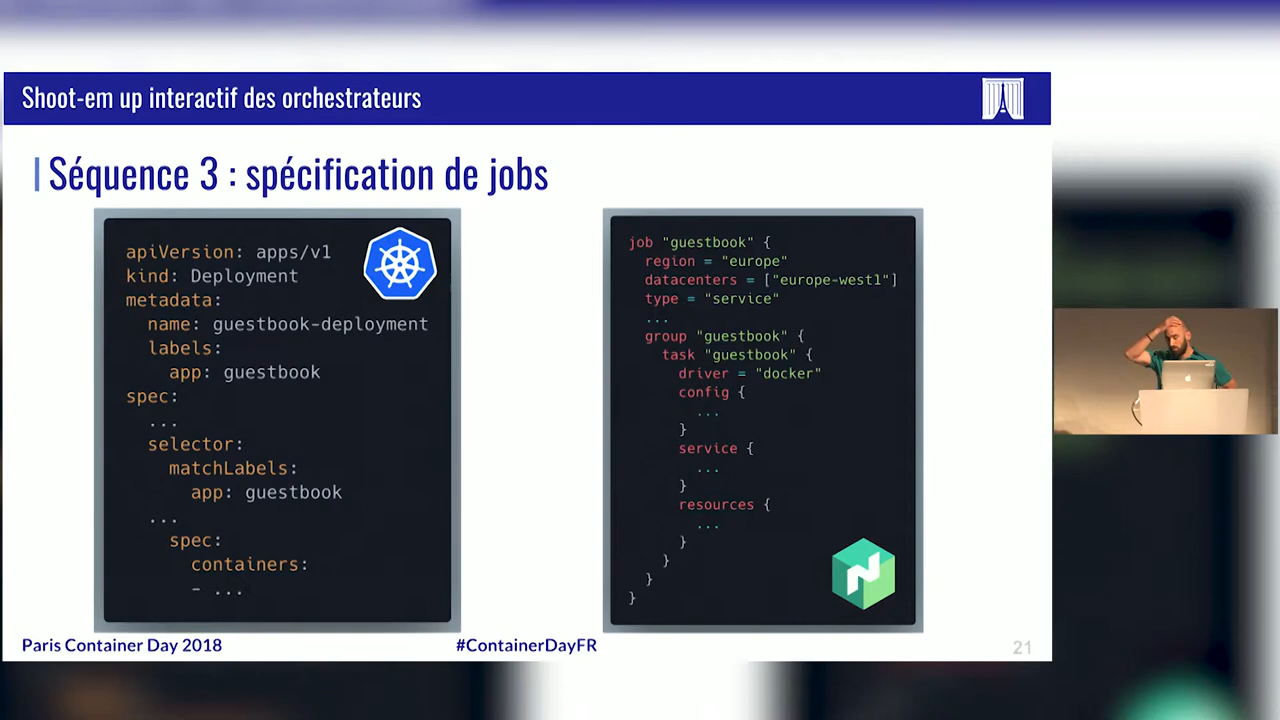 Shoot-em up interactif des orchestrateurs
Séquence 3 : spécification de jobs
apiVersion: apps/v1
kind: Deployment
metadata:
  name: guestbook-deployment
  labels:
    app: guestbook
spec:
  ...
  selector:
    matchLabels:
      app: guestbook
  ...
    spec:
      containers:
      - ...
job "guestbook" {
  region = "europe"
  datacenters = ["europe-west1"]
  type = "service"
  ...
  group "guestbook" {
    task "guestbook" {
      driver = "docker"
      config {
        ...
      }
      service {
        ...
      }
      resources {
        ...
      }
    }
  }
}
Paris Container Day 2018
#ContainerDayFR
21